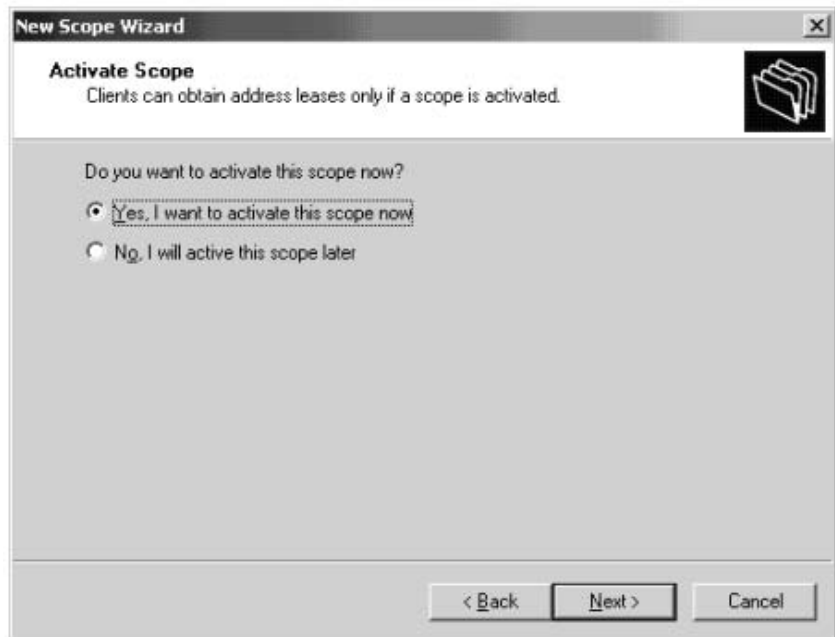 New Scope Wizard
Activate Scope
Clients can obtain address leases only if a scope is activated.
Do you want to activate this scope now?
Yes, I want to activate this scope now
No, I will active this scope later
< Back
Next >
Cancel